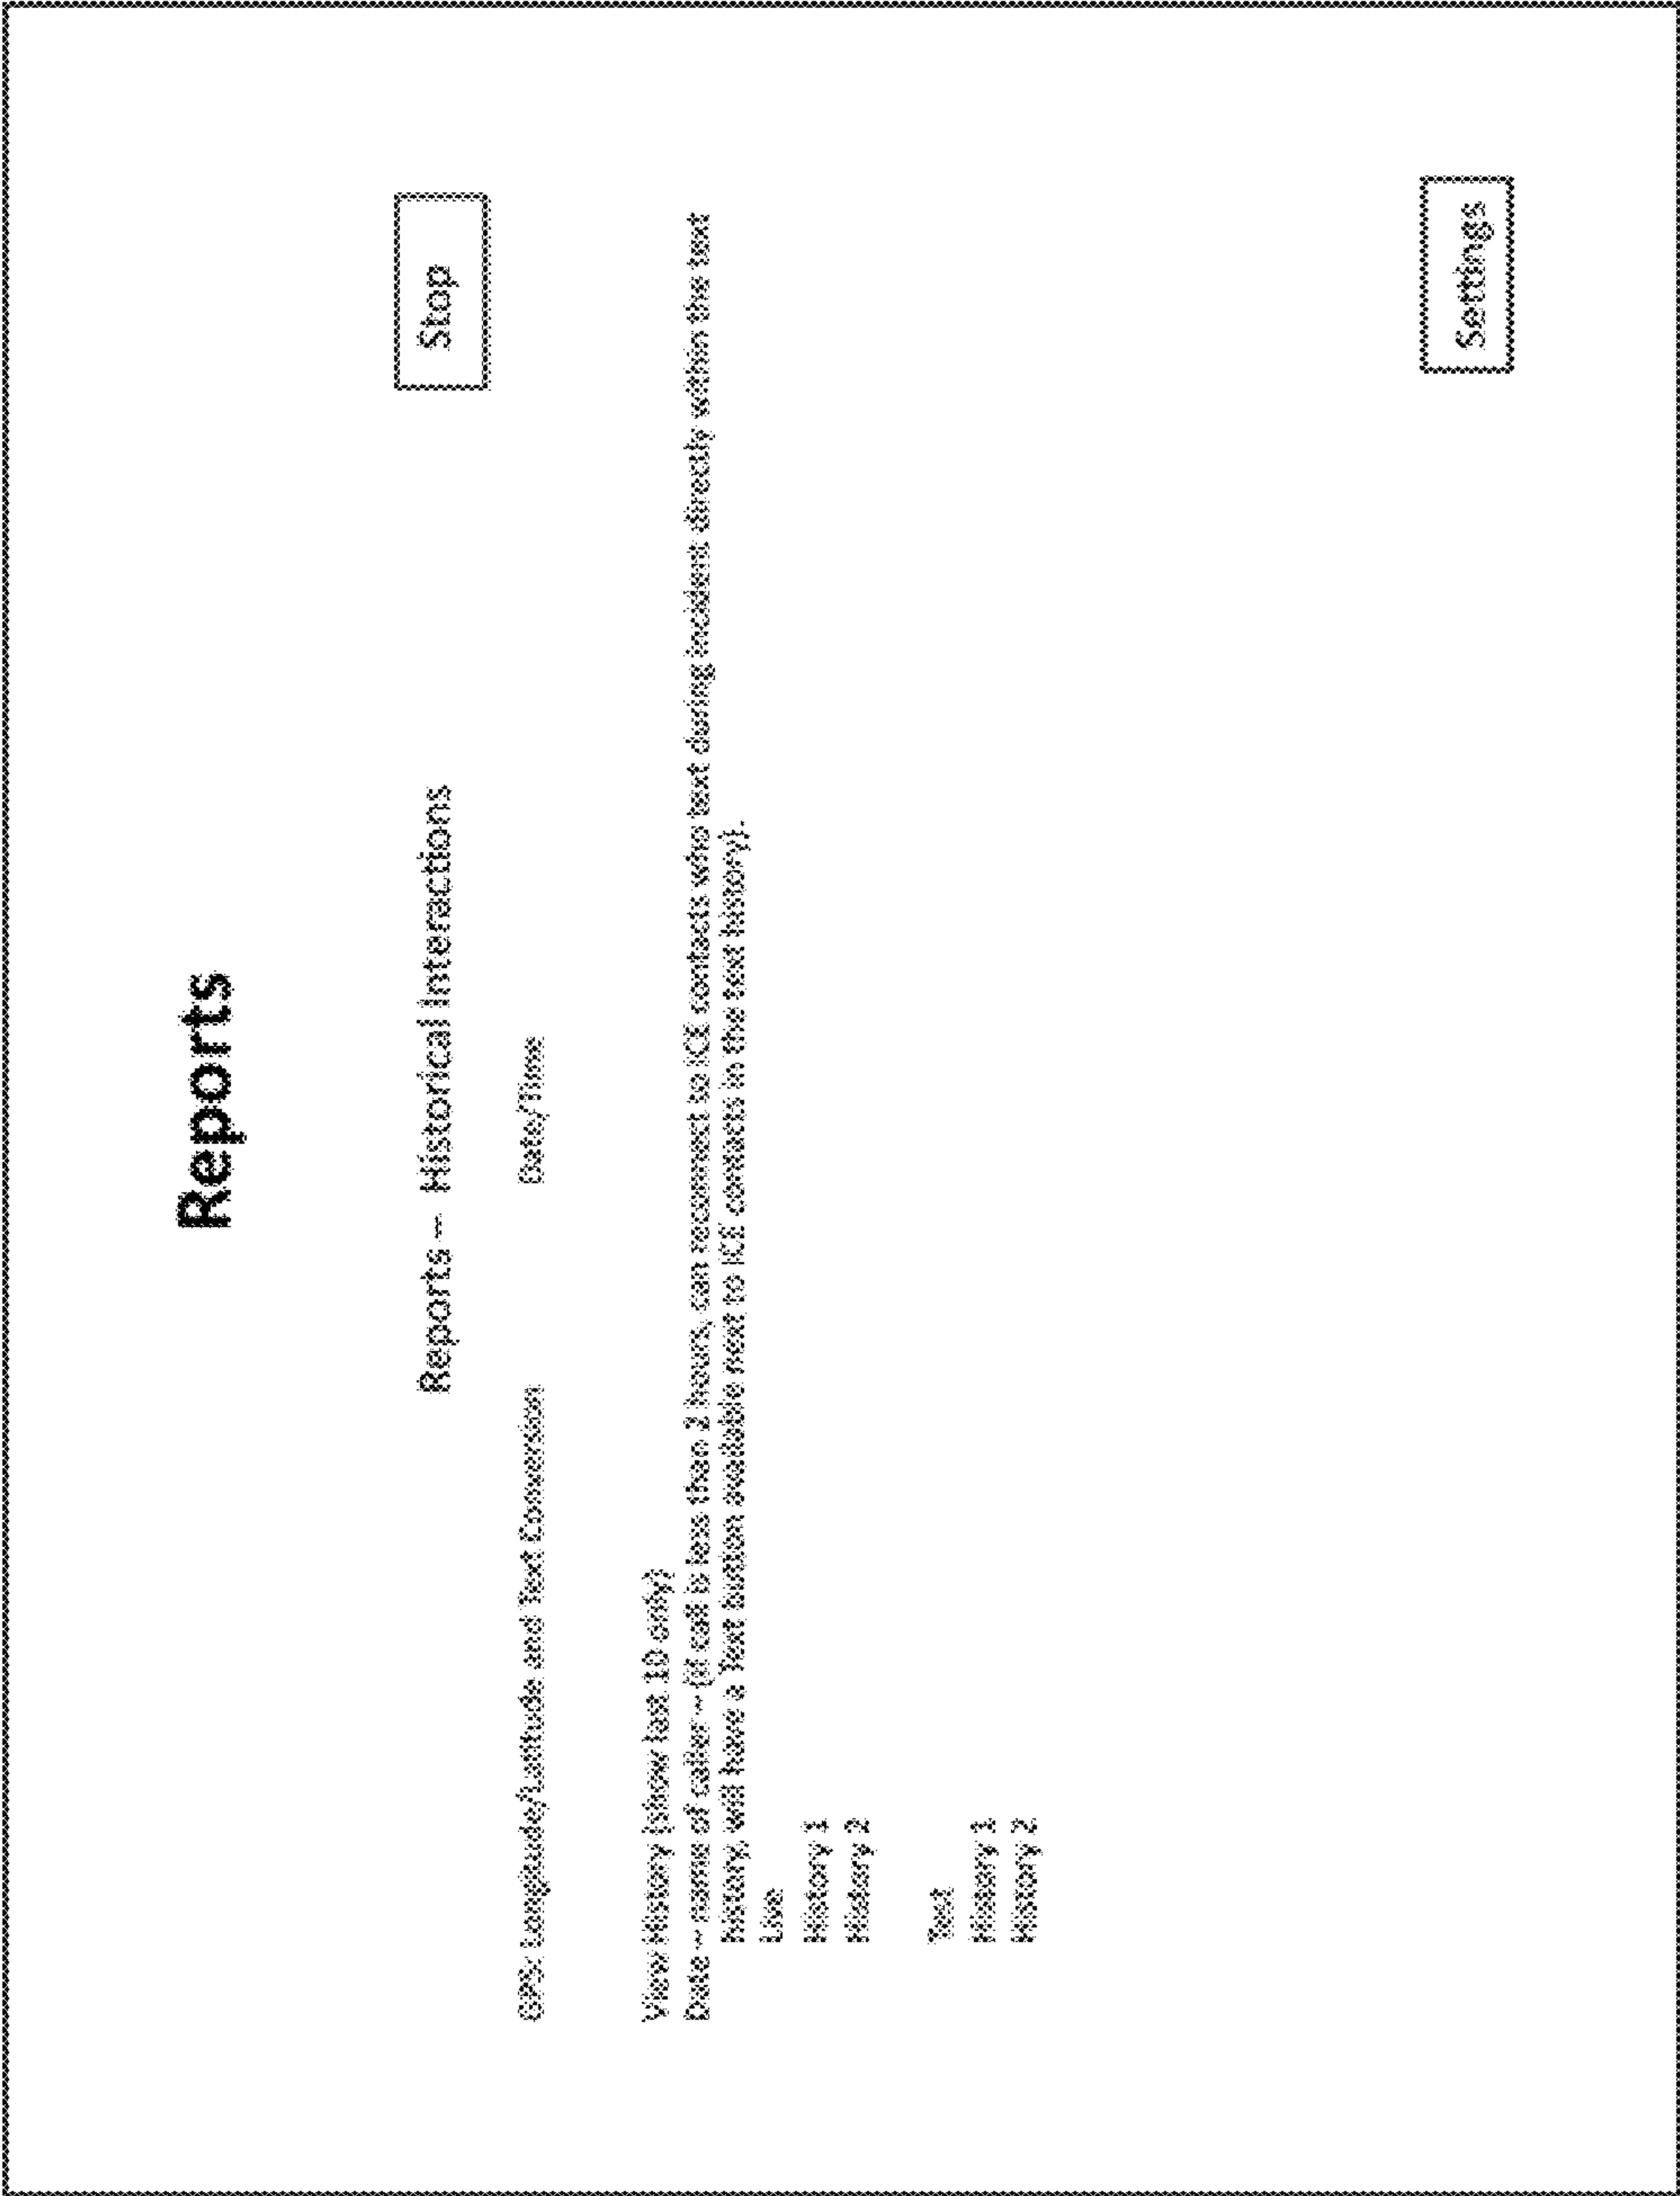 Reports
Reports – Historical Interactions
Stop
GPS: Longitude/Latitude and Text Conversion
Date/Time
View History (show last 10 only)
Date – name of caller – (if call is less than 2 hours, can reconnect to ICE contacts who text during incident directly within the text
history, will have a Text button available next to ICE contacts in the text history).
Live
History 1
History 2
Text
History 1
History 2
Settings